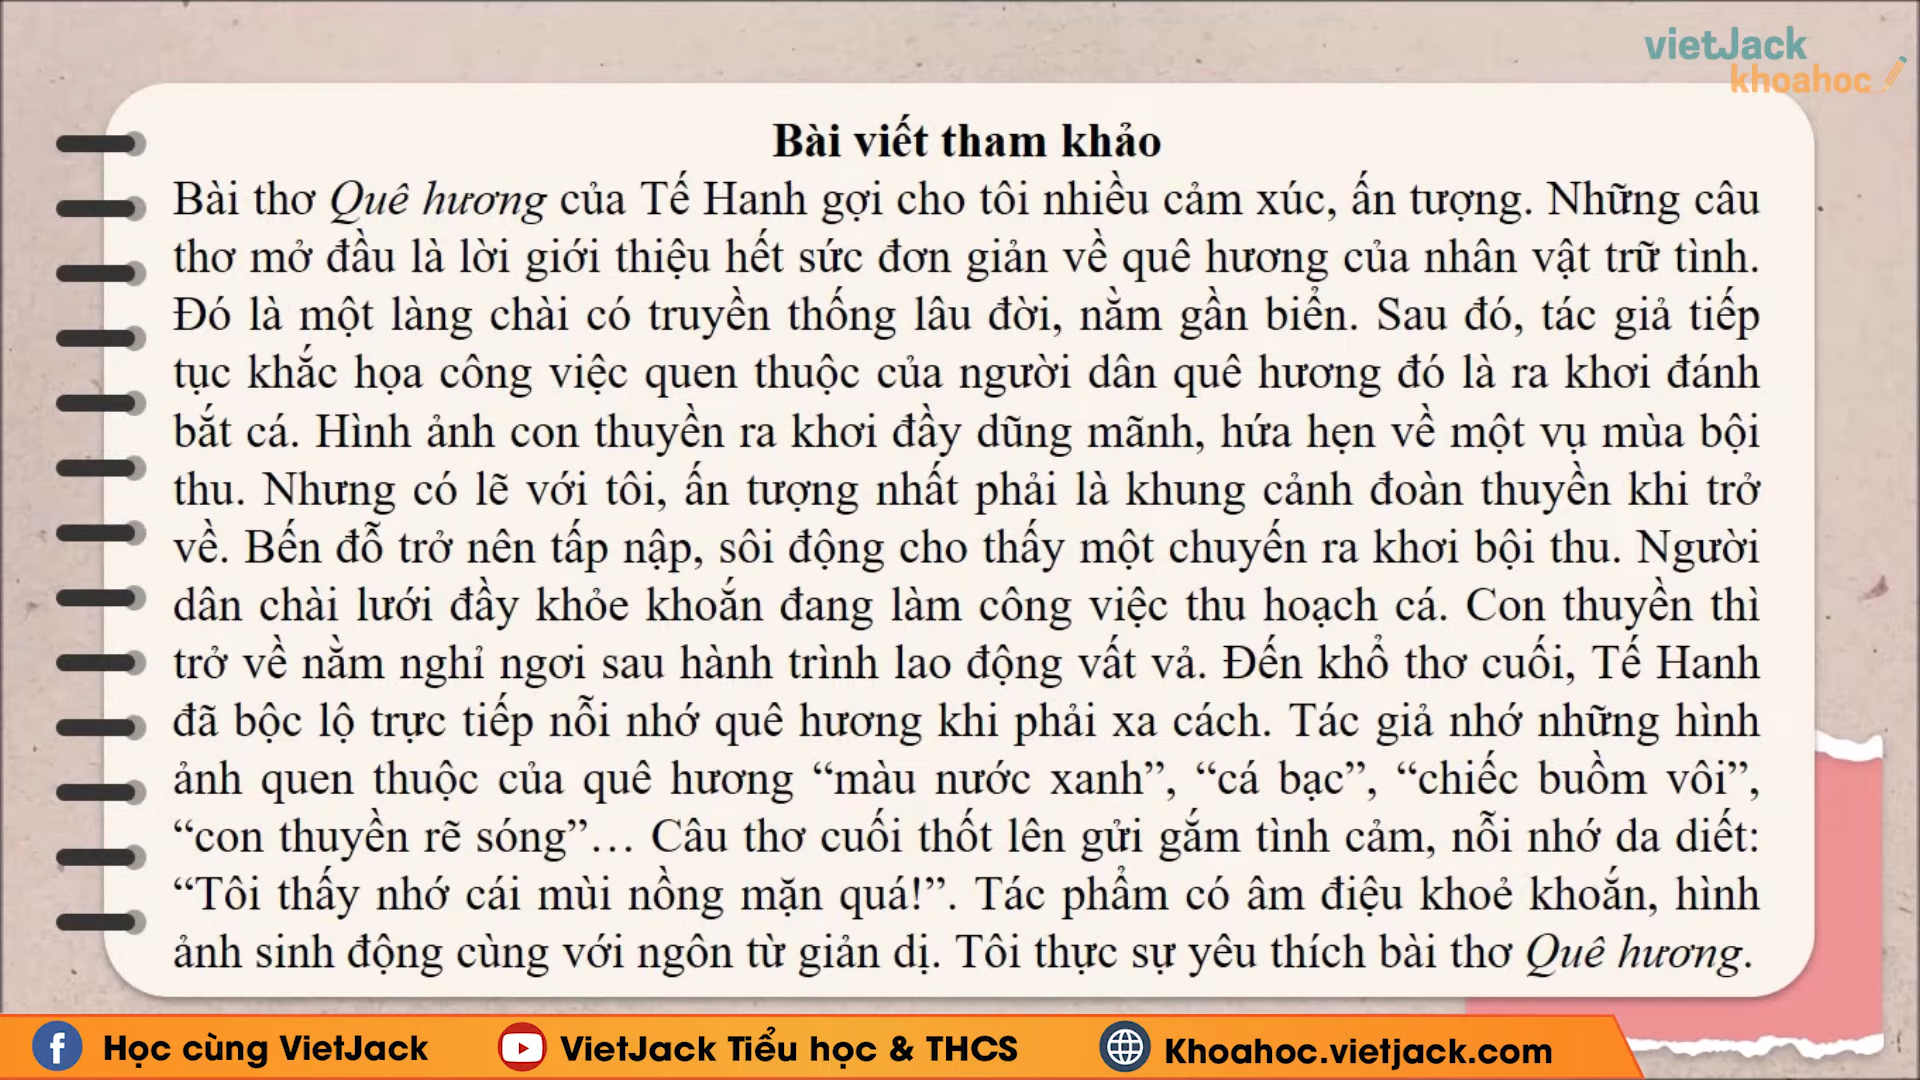 vietJack
khoahoc
Bài viết tham khảo
Bài thơ Quê hương của Tế Hanh gợi cho tôi nhiều cảm xúc, ấn tượng. Những câu
thơ mở đầu là lời giới thiệu hết sức đơn giản về quê hương của nhân vật trữ tình.
Đó là một làng chài có truyền thống lâu đời, nằm gần biển. Sau đó, tác giả tiếp
tục khắc họa công việc quen thuộc của người dân quê hương đó là ra khơi đánh
bắt cá. Hình ảnh con thuyền ra khơi đầy dũng mãnh, hứa hẹn về một vụ mùa bội
thu. Nhưng có lẽ với tôi, ấn tượng nhất phải là khung cảnh đoàn thuyền khi trở
về. Bến đỗ trở nên tấp nập, sôi động cho thấy một chuyến ra khơi bội thu. Người
dân chài lưới đầy khỏe khoắn đang làm công việc thu hoạch cá. Con thuyền thì
trở về nằm nghỉ ngơi sau hành trình lao động vất vả. Đến khổ thơ cuối, Tế Hanh
đã bộc lộ trực tiếp nỗi nhớ quê hương khi phải xa cách. Tác giả nhớ những hình
ảnh quen thuộc của quê hương “màu nước xanh”, “cá bạc”, “chiếc buồm vôi”,
“con thuyền rẽ sóng”… Câu thơ cuối thốt lên gửi gắm tình cảm, nỗi nhớ da diết:
“Tôi thấy nhớ cái mùi nồng mặn quá!”. Tác phẩm có âm điệu khoẻ khoắn, hình
ảnh sinh động cùng với ngôn từ giản dị. Tôi thực sự yêu thích bài thơ Quê hương.
Học cùng VietJack
VietJack Tiểu học & THCS
Khoahoc.vietjack.com